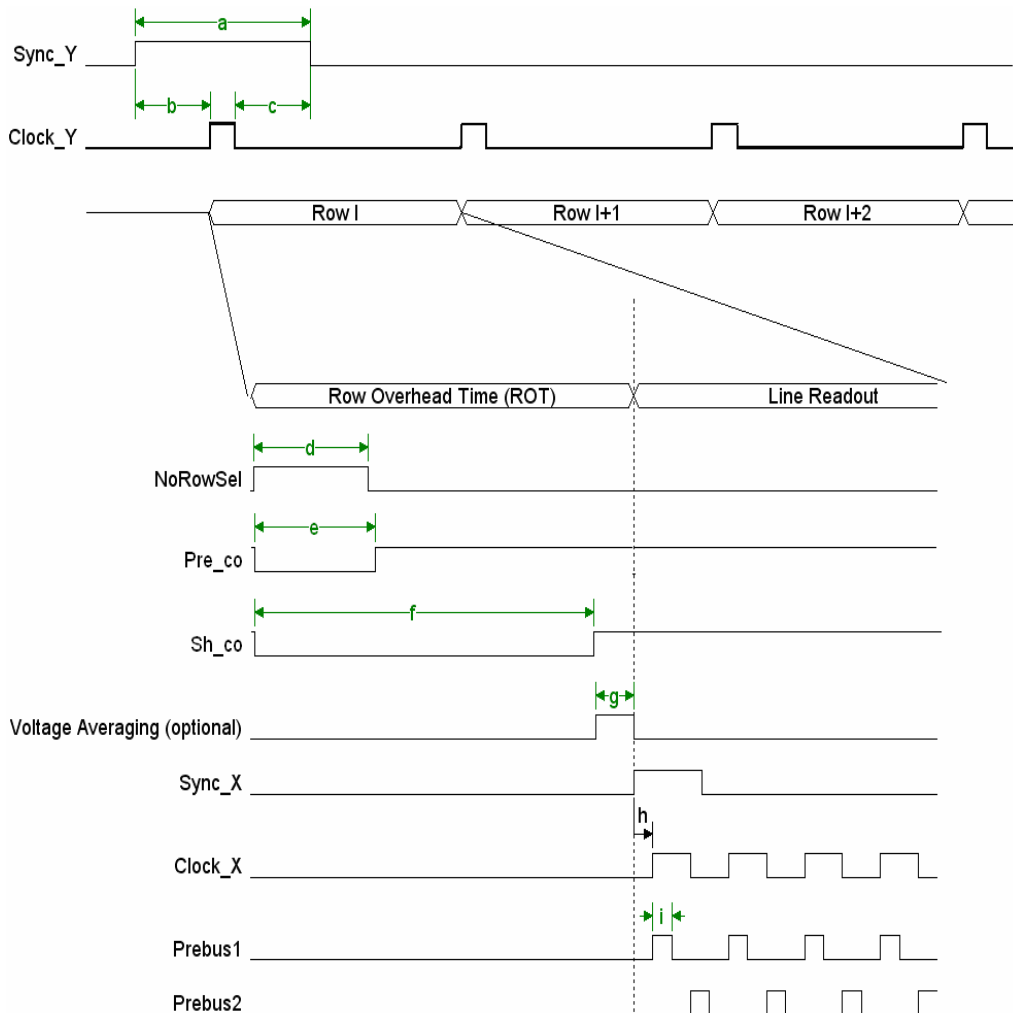 a
Sync_Y
b c
Clock_Y
Row I Row I+1 Row I+2
Row Overhead Time (ROT) Line Readout
d
NoRowSel
e
Pre_co
f
Sh_co
g
Voltage Averaging (optional)
Sync_X
h
Clock_X
i
Prebus1
Prebus2